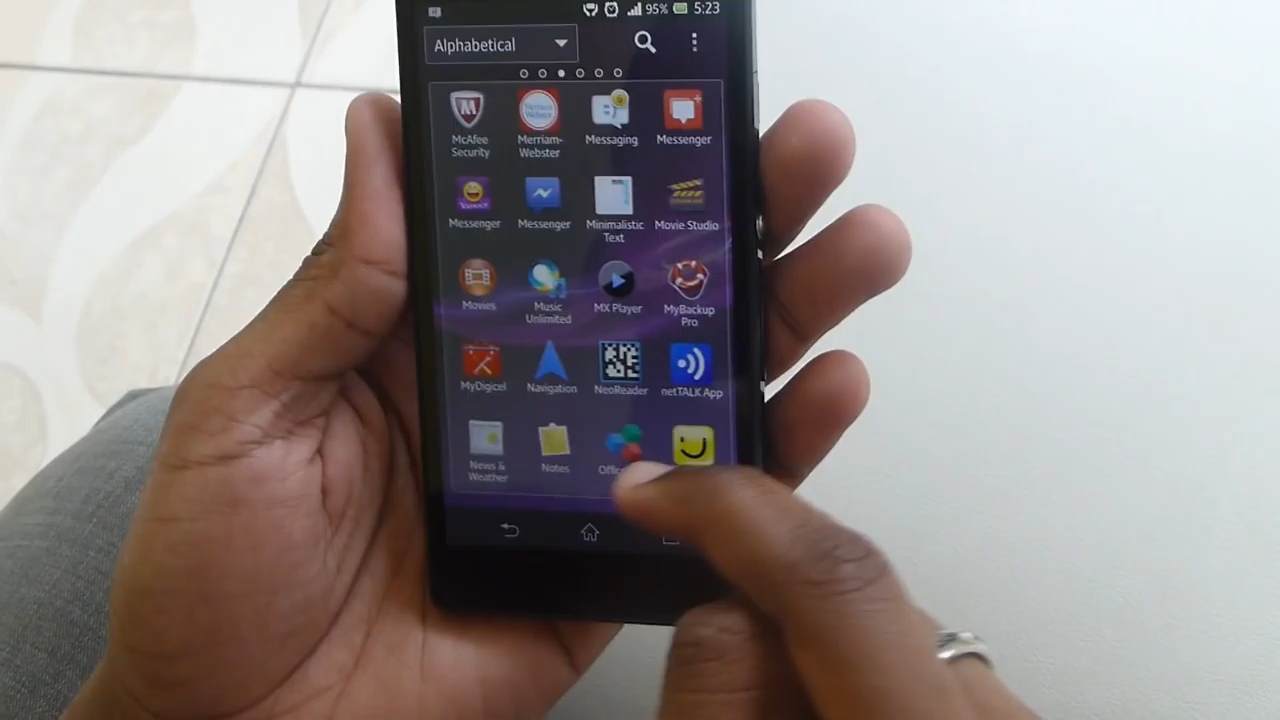 95% 5:23
Alphabetical
McAfee Security
Merriam-Webster
Messaging
Messenger
YAHOO!
Messenger
Messenger
Minimalistic Text
Movie Studio
Movies
Music Unlimited
MX Player
MyBackup Pro
MyDigicel
Navigation
NeoReader
netTALK App
News & Weather
Notes